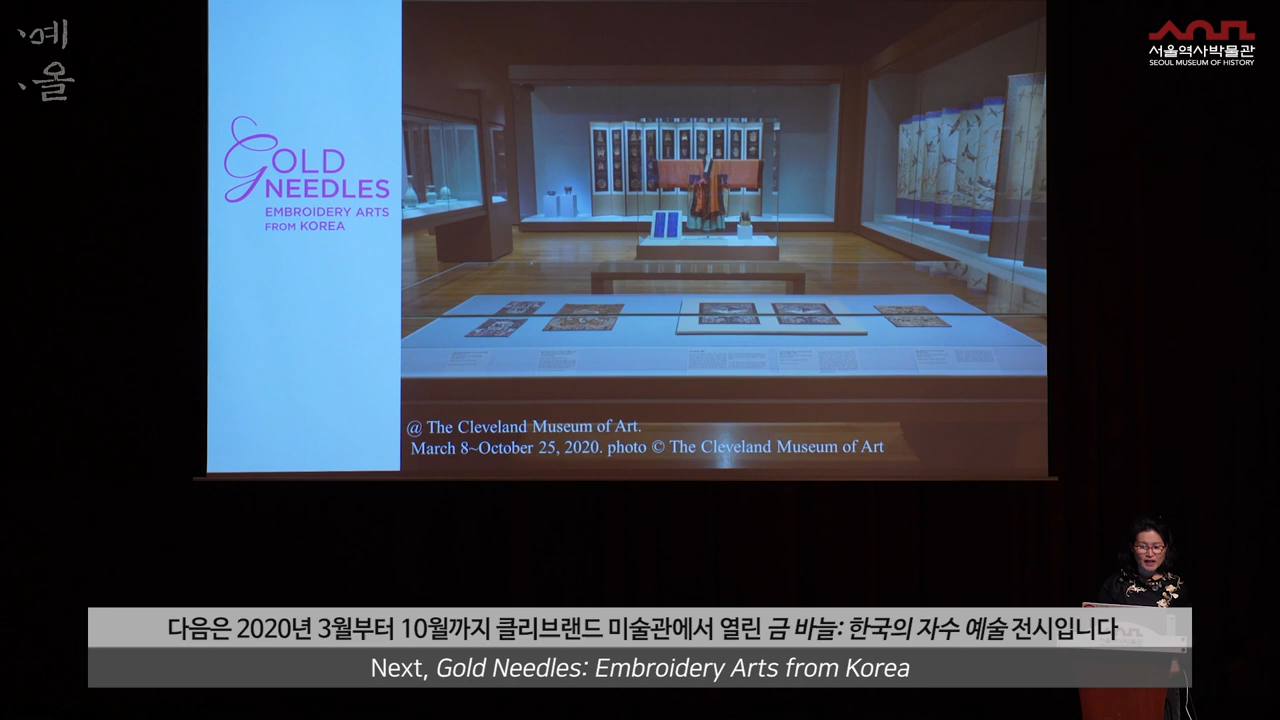 예
올
서울역사박물관
SEOUL MUSEUM OF HISTORY
GOLD
NEEDLES
EMBROIDERY ARTS
FROM KOREA
@ The Cleveland Museum of Art.
March 8~October 25, 2020. photo © The Cleveland Museum of Art
다음은 2020년 3월부터 10월까지 클리브랜드 미술관에서 열린 금 바늘: 한국의 자수 예술 전시입니다
Next, Gold Needles: Embroidery Arts from Korea